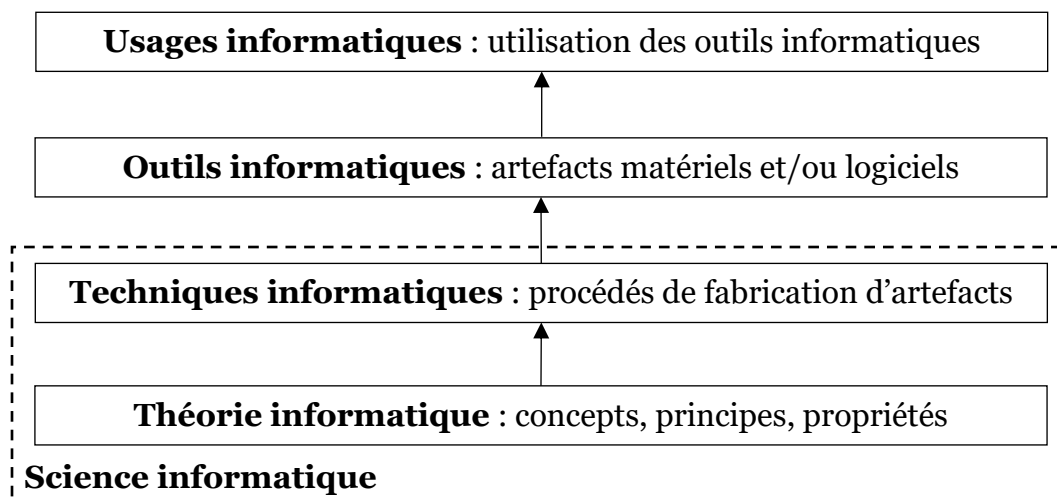 Usages informatiques : utilisation des outils informatiques
Outils informatiques : artefacts matériels et/ou logiciels
Techniques informatiques : procédés de fabrication d’artefacts
Théorie informatique : concepts, principes, propriétés
Science informatique